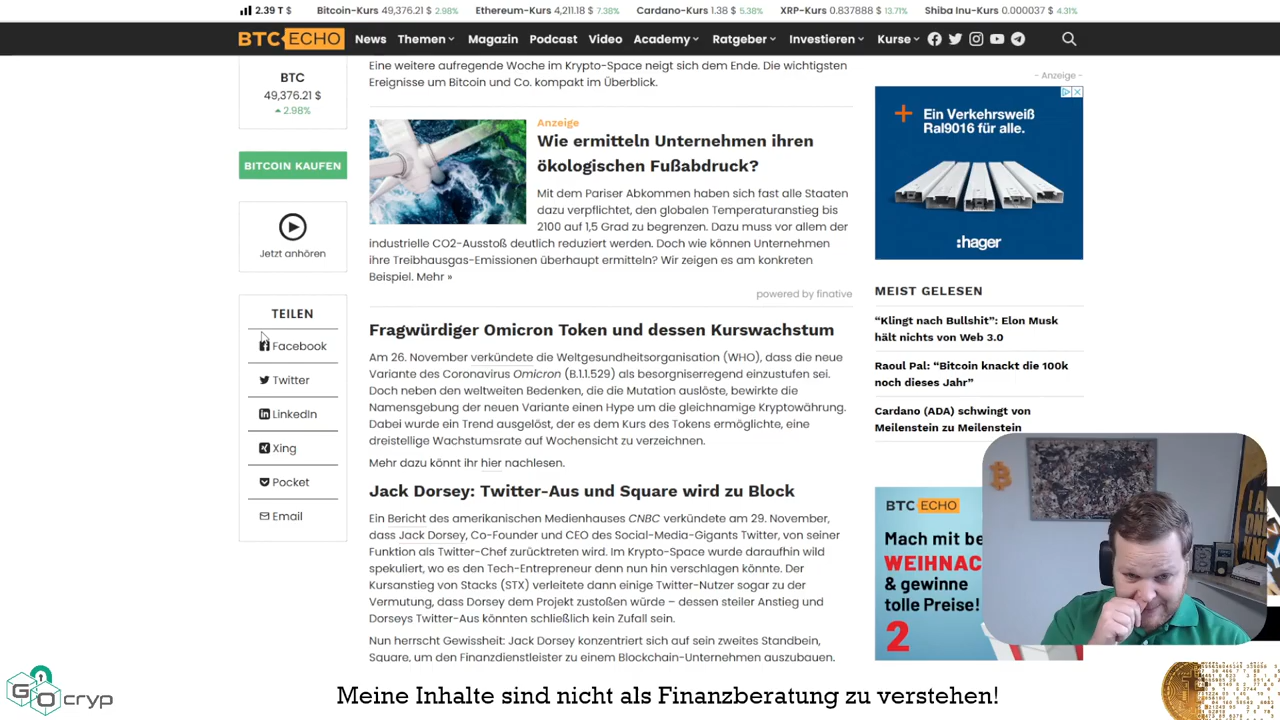 2.39 T $ Bitcoin-Kurs 49,376.21 $ 2.98% Ethereum-Kurs 4,211.18 $ 7.38% Cardano-Kurs 1.38 $ 5.38% XRP-Kurs 0.837888 $ 13.71% Shiba Inu-Kurs 0.000037 $ 4.31%
BTC ECHO News Themen Magazin Podcast Video Academy Ratgeber Investieren Kurse
BTC
49,376.21 $
2.98%
BITCOIN KAUFEN
Jetzt anhören
TEILEN
Facebook
Twitter
LinkedIn
Xing
Pocket
Email
Eine weitere aufregende Woche im Krypto-Space neigt sich dem Ende. Die wichtigsten
Ereignisse um Bitcoin und Co. kompakt im Überblick.
Anzeige
Wie ermitteln Unternehmen ihren
ökologischen Fußabdruck?
Mit dem Pariser Abkommen haben sich fast alle Staaten
dazu verpflichtet, den globalen Temperaturanstieg bis
2100 auf 1,5 Grad zu begrenzen. Dazu muss vor allem der
industrielle CO2-Ausstoß deutlich reduziert werden. Doch wie können Unternehmen
ihre Treibhausgas-Emissionen überhaupt ermitteln? Wir zeigen es am konkreten
Beispiel. Mehr »
powered by finative
Fragwürdiger Omicron Token und dessen Kurswachstum
Am 26. November verkündete die Weltgesundheitsorganisation (WHO), dass die neue
Variante des Coronavirus Omicron (B.1.1.529) als besorgniserregend einzustufen sei.
Doch neben den weltweiten Bedenken, die die Mutation auslöste, bewirkte die
Namensgebung der neuen Variante einen Hype um die gleichnamige Kryptowährung.
Dabei wurde ein Trend ausgelöst, der es dem Kurs des Tokens ermöglichte, eine
dreistellige Wachstumsrate auf Wochensicht zu verzeichnen.
Mehr dazu könnt ihr hier nachlesen.
Jack Dorsey: Twitter-Aus und Square wird zu Block
Ein Bericht des amerikanischen Medienhauses CNBC verkündete am 29. November,
dass Jack Dorsey, Co-Founder und CEO des Social-Media-Gigants Twitter, von seiner
Funktion als Twitter-Chef zurücktreten wird. Im Krypto-Space wurde daraufhin wild
spekuliert, wo es den Tech-Entrepreneur denn nun hin verschlagen könnte. Der
Kursanstieg von Stacks (STX) verleitete dann einige Twitter-Nutzer sogar zu der
Vermutung, dass Dorsey dem Projekt zustoßen würde – dessen steiler Anstieg und
Dorseys Twitter-Aus könnten schließlich kein Zufall sein.
Nun herrscht Gewissheit: Jack Dorsey konzentriert sich auf sein zweites Standbein,
Square, um den Finanzdienstleister zu einem Blockchain-Unternehmen auszubauen.
- Anzeige -
Ein Verkehrsweiß
Ral9016 für alle.
:hager
MEIST GELESEN
“Klingt nach Bullshit”: Elon Musk
hält nichts von Web 3.0
Raoul Pal: “Bitcoin knackt die 100k
noch dieses Jahr”
Cardano (ADA) schwingt von
Meilenstein zu Meilenstein
BTC ECHO
Mach mit be
WEIHNAC
& gewinne
tolle Preise!
2
GOcryp
Meine Inhalte sind nicht als Finanzberatung zu verstehen!